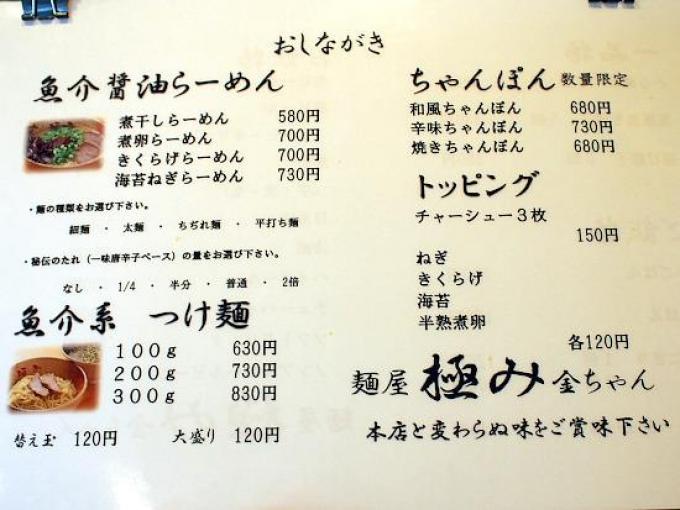 おしながき
魚介醤油らーめん
煮干しらーめん 580円
煮卵らーめん 700円
きくらげらーめん 700円
海苔ねぎらーめん 730円
・麺の種類をお選び下さい。
細麺 ・ 太麺 ・ ちぢれ麺 ・ 平打ち麺
・秘伝のたれ（一味唐辛子ベース）の量をお選び下さい。
なし ・ 1/4 ・ 半分 ・ 普通 ・ 2倍
魚介系 つけ麺
100g 630円
200g 730円
300g 830円
替え玉 120円 大盛り 120円
ちゃんぽん 数量限定
和風ちゃんぽん 680円
辛味ちゃんぽん 730円
焼きちゃんぽん 680円
トッピング
チャーシュー3枚
150円
ねぎ
きくらげ
海苔
半熟煮卵
各120円
麺屋 極み 金ちゃん
本店と変わらぬ味をご賞味下さい